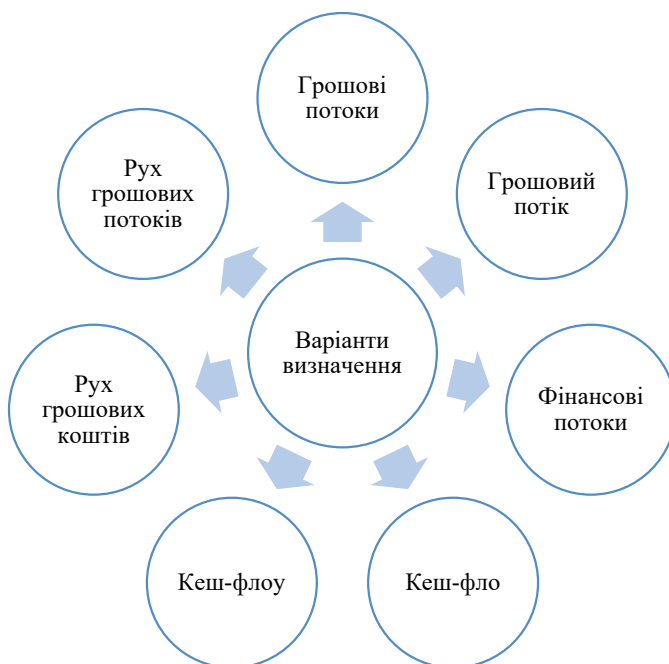 Грошові
потоки
Грошовий
потік
Фінансові
потоки
Кеш-фло
Кеш-флоу
Рух
грошових
коштів
Рух
грошових
потоків
Варіанти
визначення